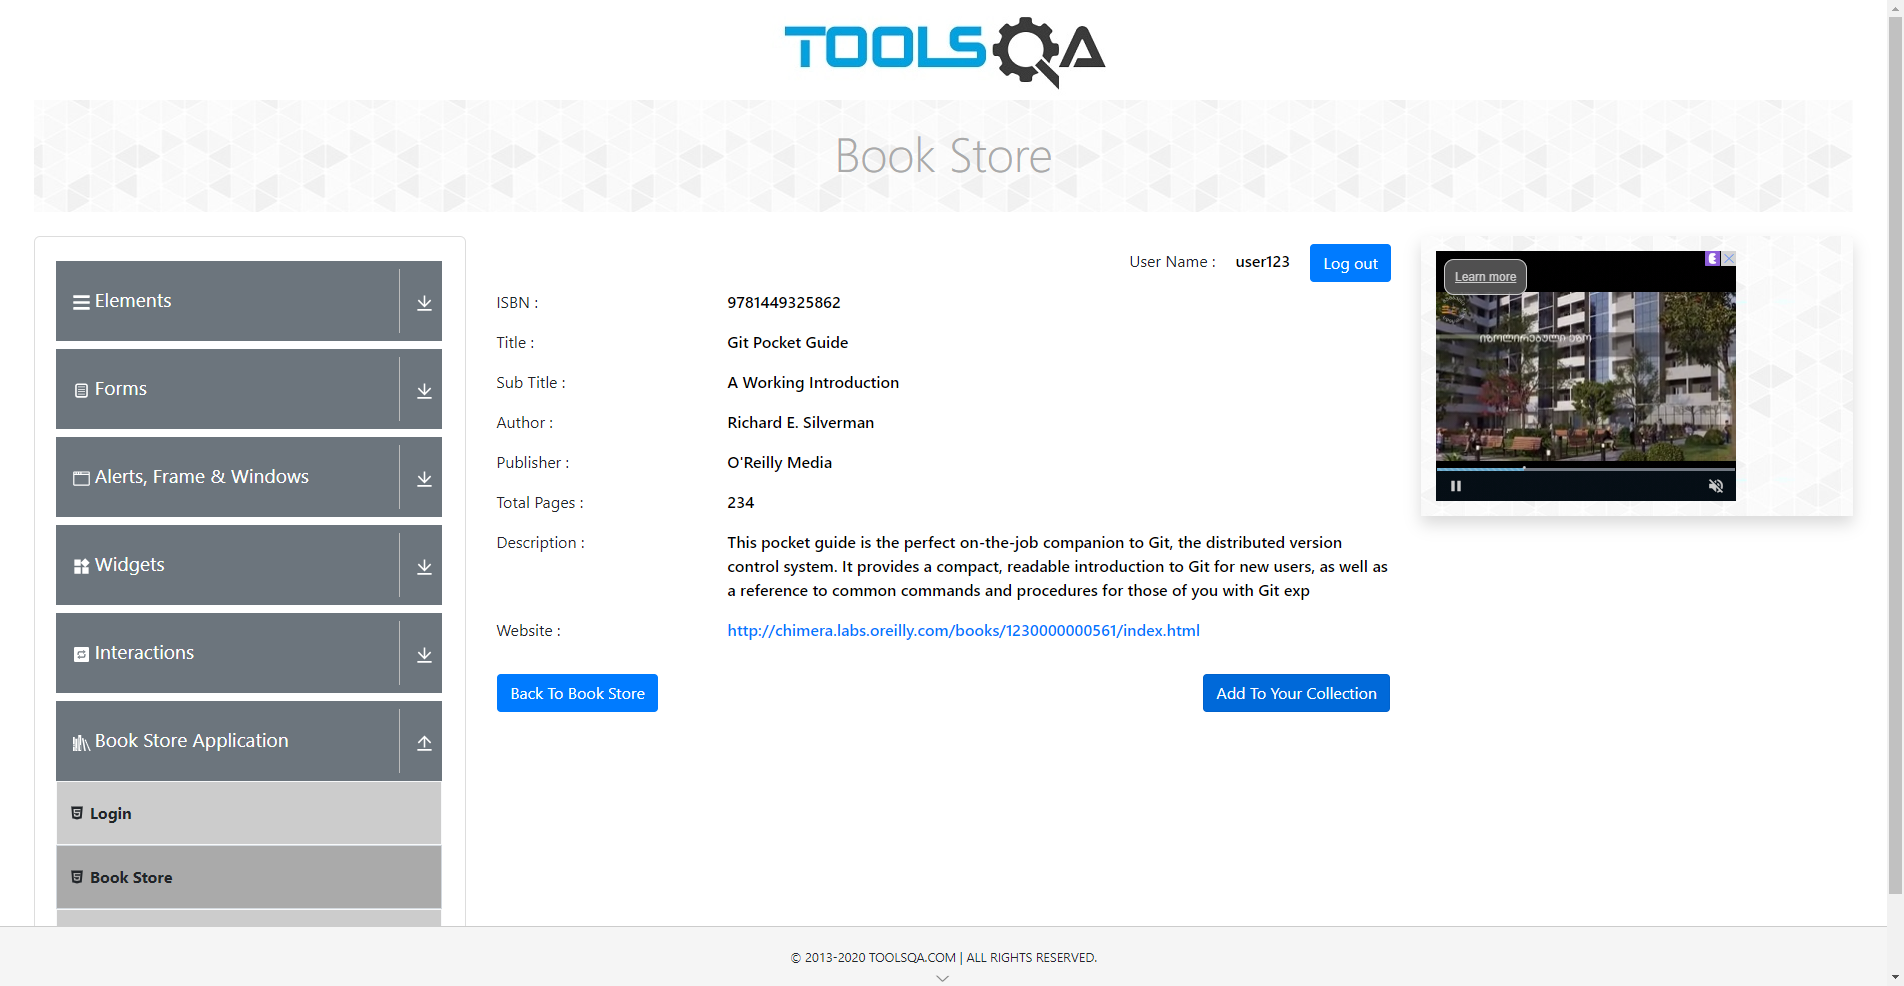 TOOLSQA
Book Store
User Name : user123 Log out
Elements
Forms
Alerts, Frame & Windows
Widgets
Interactions
Book Store Application
Login
Book Store
ISBN : 9781449325862
Title : Git Pocket Guide
Sub Title : A Working Introduction
Author : Richard E. Silverman
Publisher : O'Reilly Media
Total Pages : 234
Description : This pocket guide is the perfect on-the-job companion to Git, the distributed version
control system. It provides a compact, readable introduction to Git for new users, as well as
a reference to common commands and procedures for those of you with Git exp
Website : http://chimera.labs.oreilly.com/books/1230000000561/index.html
Back To Book Store Add To Your Collection
Learn more
იზოლირებული ეზო
© 2013-2020 TOOLSQA.COM | ALL RIGHTS RESERVED.